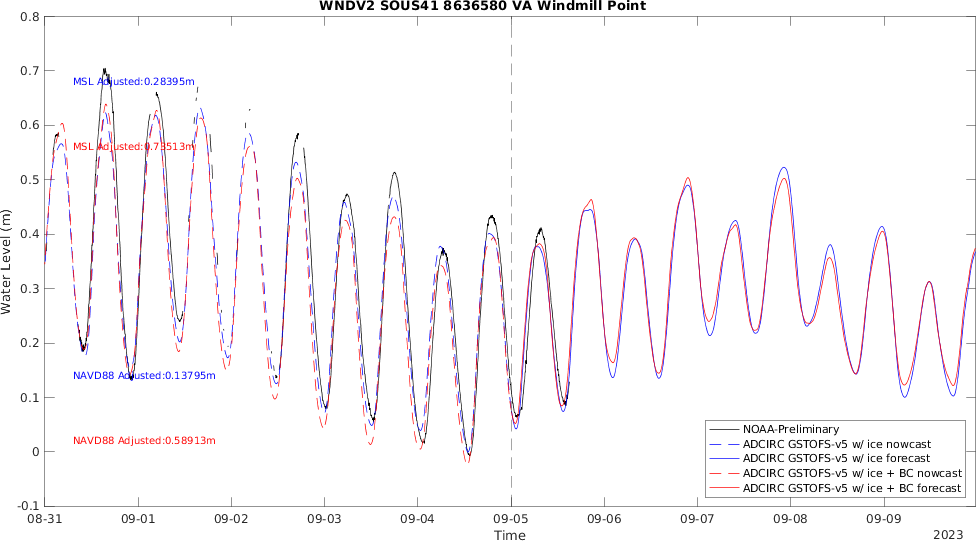 WNDV2 SOUS41 8636580 VA Windmill Point
0.8
0.7
MSL Adjusted:0.28395m
0.6
MSL Adjusted:0.73513m
0.5
0.4
Water Level (m)
0.3
0.2
NAVD88 Adjusted:0.13795m
0.1
NAVD88 Adjusted:0.58913m
0
-0.1
NOAA-Preliminary
ADCIRC GSTOFS-v5 w/ ice nowcast
ADCIRC GSTOFS-v5 w/ ice forecast
ADCIRC GSTOFS-v5 w/ ice + BC nowcast
ADCIRC GSTOFS-v5 w/ ice + BC forecast
08-31 09-01 09-02 09-03 09-04 09-05 09-06 09-07 09-08 09-09
Time
2023